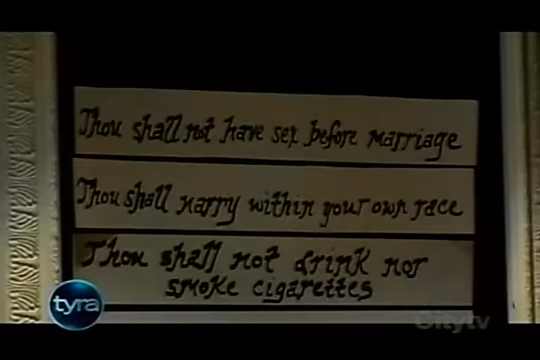 Thou shall not have sex before marriage
Thou shall marry within your own race
Thou shall not drink nor
smoke cigarettes
tyra
Citytv